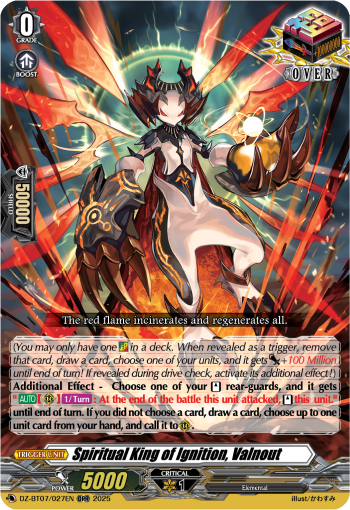 0
GRADE
BOOST
OVER
50000
SHIELD
The red flame incinerates and regenerates all.
(You may only have one in a deck. When revealed as a trigger, remove
that card, draw a card, choose one of your units, and it gets +100 Million
until end of turn! If revealed during drive check, activate its additional effect!)
Additional Effect - Choose one of your rear-guards, and it gets
"AUTO 1/Turn : At the end of the battle this unit attacked, this unit."
until end of turn. If you did not choose a card, draw a card, choose up to one
unit card from your hand, and call it to .
TRIGGER UNIT Spiritual King of Ignition, Valnout
POWER 5000 CRITICAL 1 Elemental
DZ-BT07/027EN 2025 illust/かわすみ